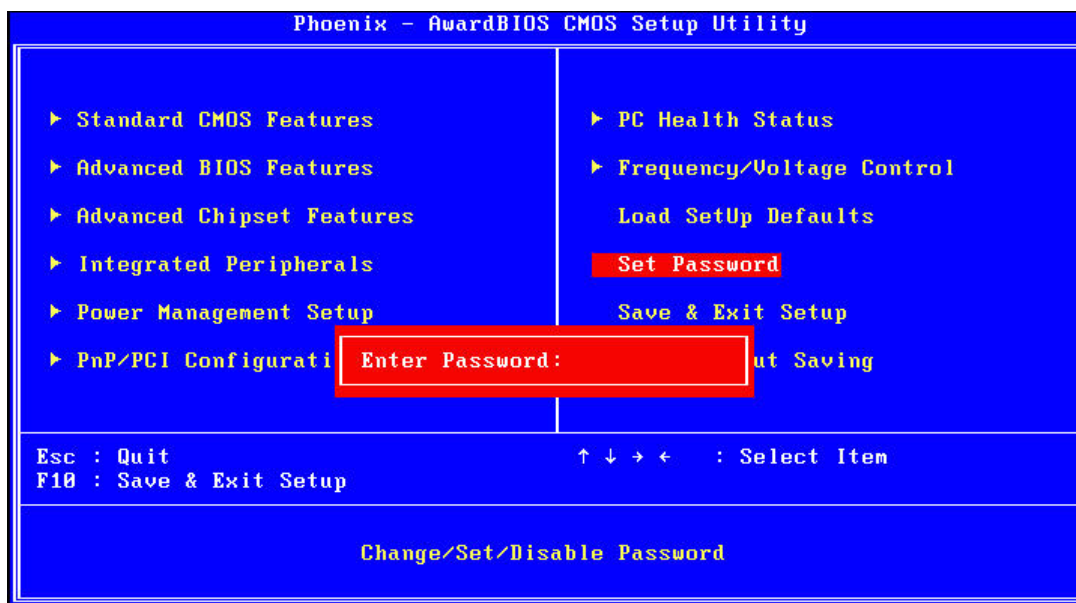 Phoenix - AwardBIOS CMOS Setup Utility
Standard CMOS Features
Advanced BIOS Features
Advanced Chipset Features
Integrated Peripherals
Power Management Setup
PnP/PCI Configurati
PC Health Status
Frequency/Voltage Control
Load SetUp Defaults
Set Password
Save & Exit Setup
ut Saving
Enter Password:
Esc : Quit
F10 : Save & Exit Setup
↑ ↓ → ← : Select Item
Change/Set/Disable Password